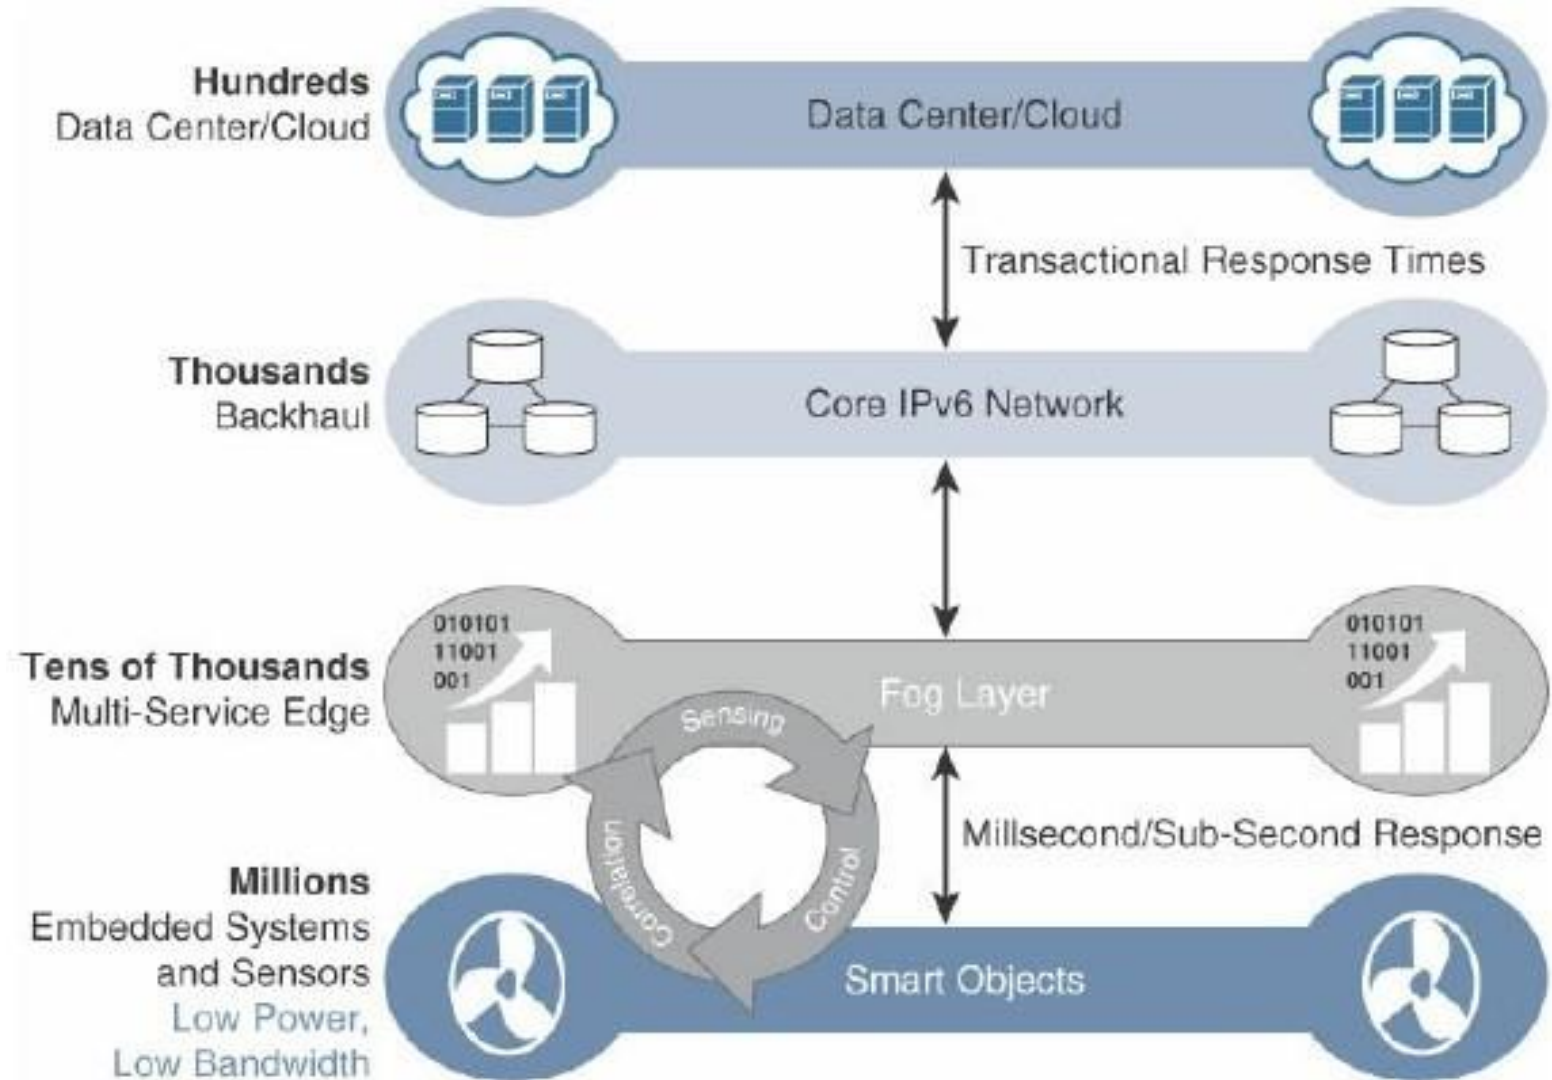 Hundreds
Data Center/Cloud
Data Center/Cloud
Transactional Response Times
Thousands
Backhaul
Core IPv6 Network
010101
11001
001
Tens of Thousands
Multi-Service Edge
Fog Layer
010101
11001
001
Sensing
Control
Correlation
Millsecond/Sub-Second Response
Millions
Embedded Systems
and Sensors
Low Power,
Low Bandwidth
Smart Objects